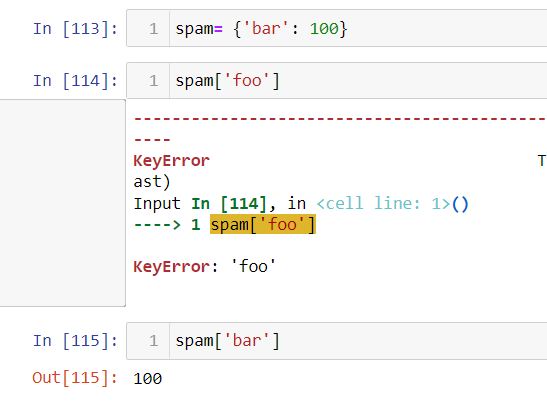 In [113]: 1 spam= {'bar': 100}
In [114]: 1 spam['foo']
---------------------------------------------
----
KeyError T
ast)
Input In [114], in <cell line: 1>()
----> 1 spam['foo']
KeyError: 'foo'
In [115]: 1 spam['bar']
Out[115]: 100